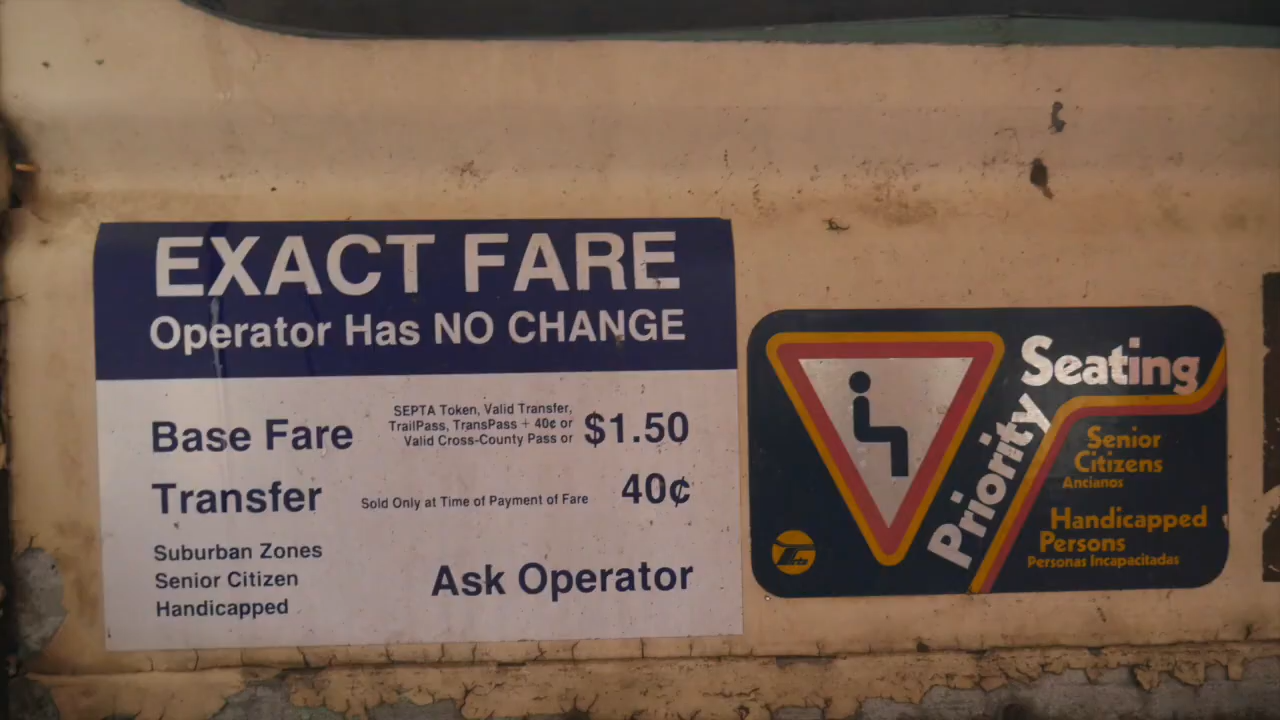 EXACT FARE
Operator Has NO CHANGE
Base Fare
SEPTA Token, Valid Transfer,
TrailPass, TransPass + 40¢ or
Valid Cross-County Pass or
$1.50
Transfer
Sold Only at Time of Payment of Fare
40¢
Suburban Zones
Senior Citizen
Handicapped
Ask Operator
Priority
Seating
Senior
Citizens
Ancianos
Handicapped
Persons
Personas Incapacitadas